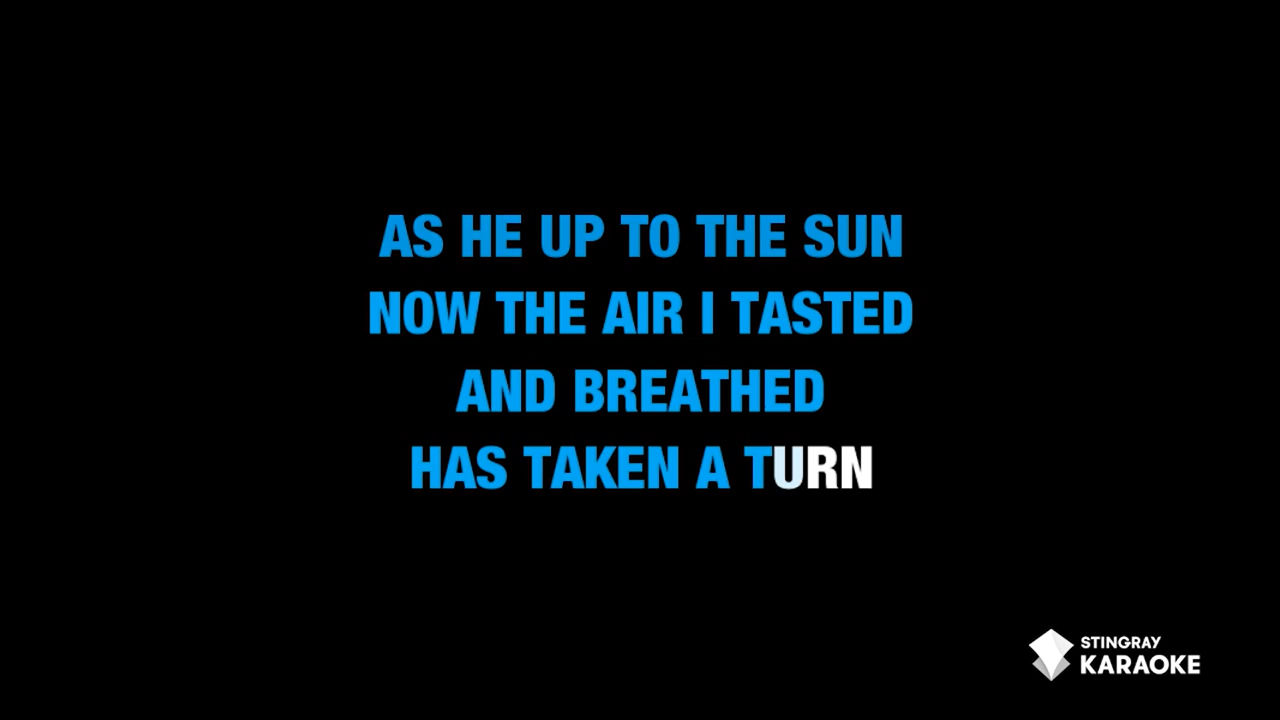 AS HE UP TO THE SUN
NOW THE AIR I TASTED
AND BREATHED
HAS TAKEN A TURN
STINGRAY
KARAOKE